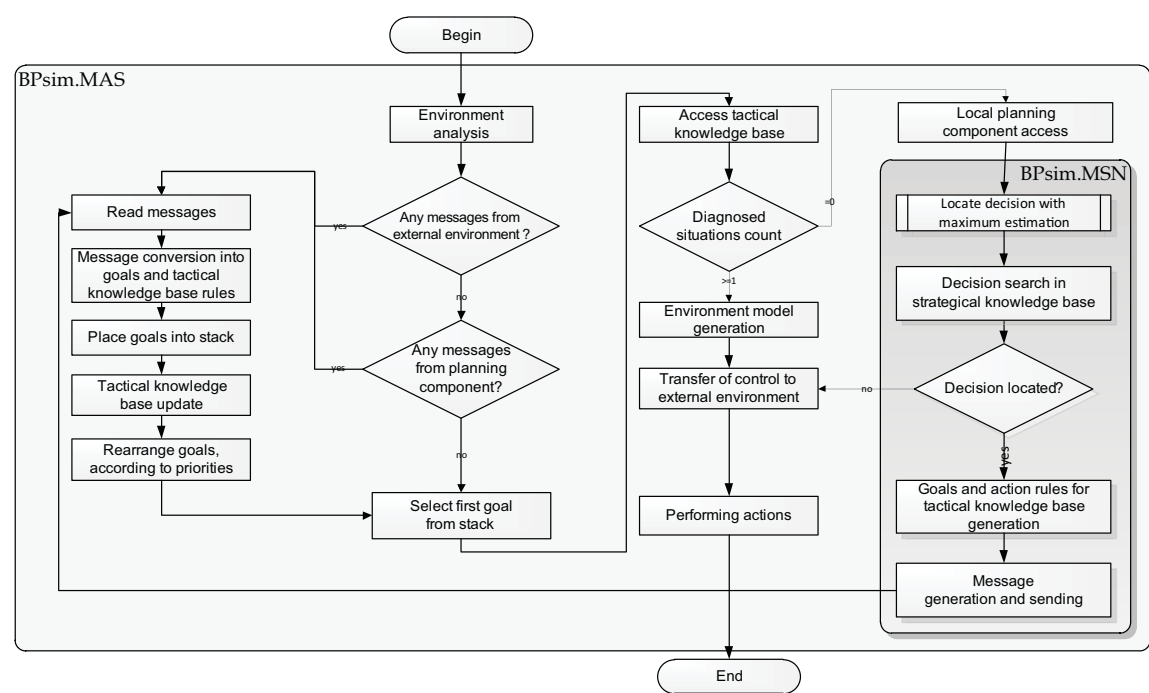 Begin
BPsim.MAS
Environment
analysis
Any messages from
external environment ?
yes
no
Any messages
from planning
component?
yes
no
Read messages
Message conversion into
goals and tactical
knowledge base rules
Place goals into stack
Tactical knowledge
base update
Rearrange goals,
according to priorities
Select first goal
from stack
Access tactical
knowledge base
Diagnosed
situations count
=0
>=1
Environment model
generation
Transfer of control to
external environment
Performing actions
End
Local planning
component access
BPsim.MSN
Locate decision with
maximum estimation
Decision search in
strategical knowledge base
Decision located?
no
yes
Goals and action rules for
tactical knowledge base
generation
Message
generation and sending